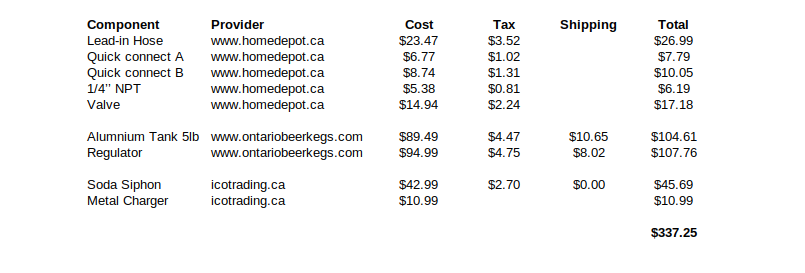 Component Provider Cost Tax Shipping Total
Lead-in Hose www.homedepot.ca $23.47 $3.52 $26.99
Quick connect A www.homedepot.ca $6.77 $1.02 $7.79
Quick connect B www.homedepot.ca $8.74 $1.31 $10.05
1/4’’ NPT www.homedepot.ca $5.38 $0.81 $6.19
Valve www.homedepot.ca $14.94 $2.24 $17.18
Alumnium Tank 5lb www.ontariobeerkegs.com $89.49 $4.47 $10.65 $104.61
Regulator www.ontariobeerkegs.com $94.99 $4.75 $8.02 $107.76
Soda Siphon icotrading.ca $42.99 $2.70 $0.00 $45.69
Metal Charger icotrading.ca $10.99 $10.99
$337.25